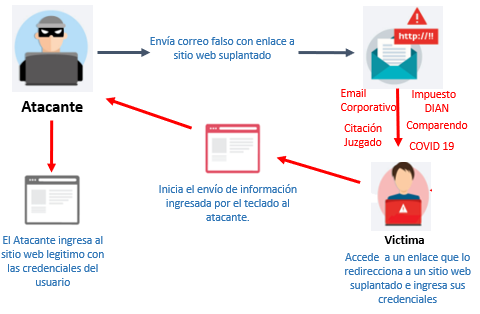 Envía correo falso con enlace a
sitio web suplantado
http://!!
Atacante
Email
Corporativo
Impuesto
DIAN
Citación
Juzgado
Comparendo
COVID 19
Inicia el envío de información
ingresada por el teclado al
atacante.
El Atacante ingresa al
sitio web legitimo con
las credenciales del
usuario
Victima
Accede a un enlace que lo
redirecciona a un sitio web
suplantado e ingresa sus
credenciales